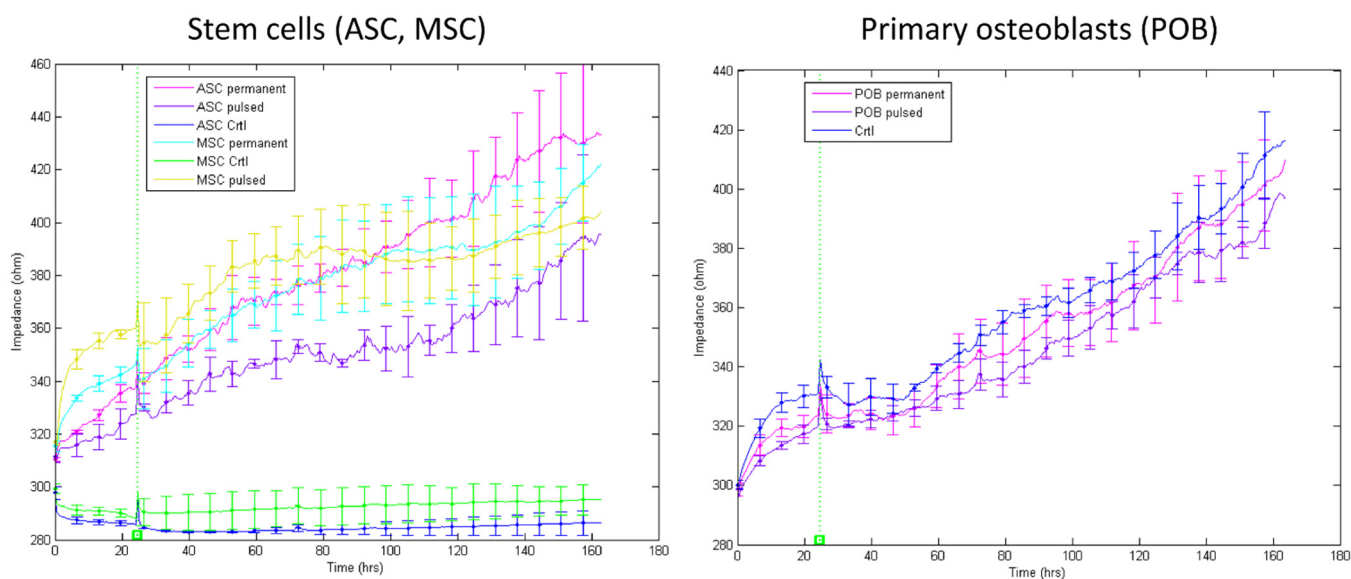 Stem cells (ASC, MSC)
460
440
420
400
380
360
340
320
300
280
0
20
40
60
80
100
120
140
160
180
Impedance (ohm)
Time (hrs)
ASC permanent
ASC pulsed
ASC Crtl
MSC permanent
MSC Crtl
MSC pulsed
Primary osteoblasts (POB)
440
420
400
380
360
340
320
300
280
0
20
40
60
80
100
120
140
160
180
Impedance (ohm)
Time (hrs)
POB permanent
POB pulsed
Crtl